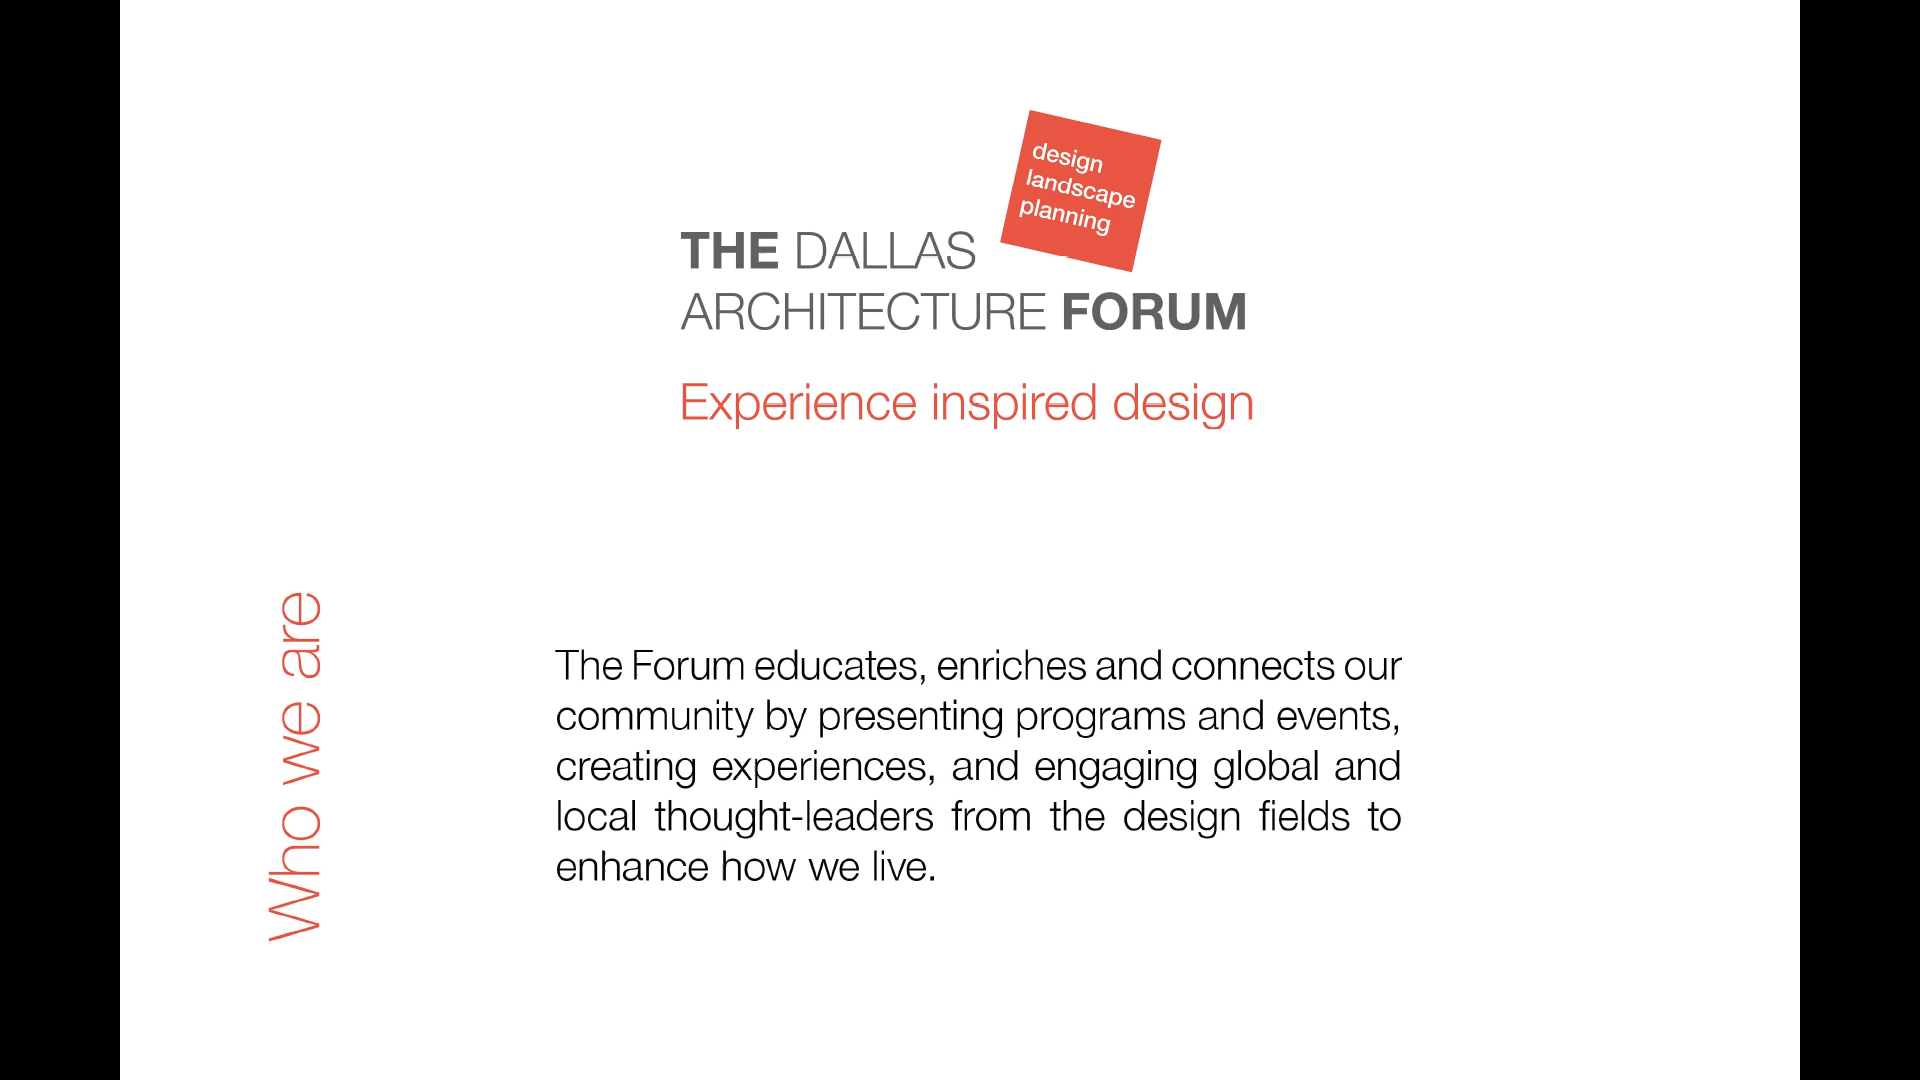 design
landscape
planning
THE DALLAS
ARCHITECTURE FORUM
Experience inspired design
Who we are
The Forum educates, enriches and connects our
community by presenting programs and events,
creating experiences, and engaging global and
local thought-leaders from the design fields to
enhance how we live.